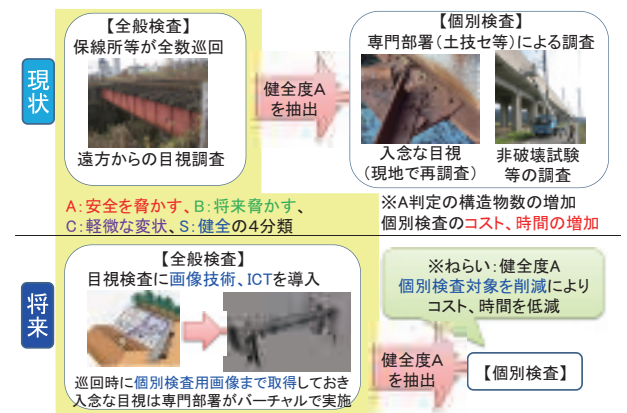 現状
【全般検査】
保線所等が全数巡回
遠方からの目視調査
健全度A
を抽出
【個別検査】
専門部署(土技セ等)による調査
入念な目視
(現地で再調査)
非破壊試験
等の調査
A:安全を脅かす、B:将来脅かす、
C:軽微な変状、S:健全の4分類
※A判定の構造物数の増加
個別検査のコスト、時間の増加
将来
【全般検査】
目視検査に画像技術、ICTを導入
巡回時に個別検査用画像まで取得しておき
入念な目視は専門部署がバーチャルで実施
※ねらい:健全度A
個別検査対象を削減により
コスト、時間を低減
健全度A
を抽出
【個別検査】